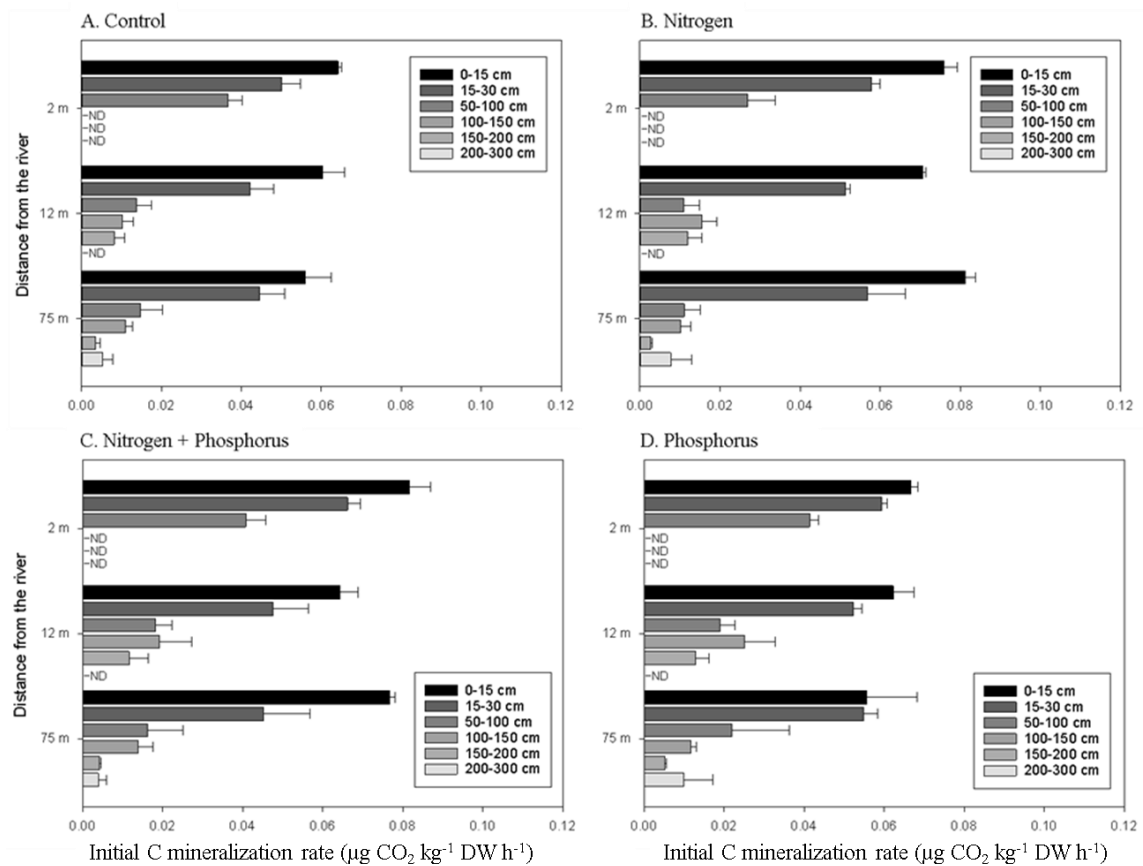 A. Control
0-15 cm
15-30 cm
50-100 cm
100-150 cm
150-200 cm
200-300 cm
Distance from the river
2 m
ND
ND
ND
12 m
ND
75 m
0.00 0.02 0.04 0.06 0.08 0.10 0.12
B. Nitrogen
0-15 cm
15-30 cm
50-100 cm
100-150 cm
150-200 cm
200-300 cm
2 m
ND
ND
ND
12 m
ND
75 m
0.00 0.02 0.04 0.06 0.08 0.10 0.12
C. Nitrogen + Phosphorus
Distance from the river
2 m
ND
ND
ND
12 m
ND
75 m
0-15 cm
15-30 cm
50-100 cm
100-150 cm
150-200 cm
200-300 cm
0.00 0.02 0.04 0.06 0.08 0.10 0.12
Initial C mineralization rate (µg CO₂ kg⁻¹ DW h⁻¹)
D. Phosphorus
2 m
ND
ND
ND
12 m
ND
75 m
0-15 cm
15-30 cm
50-100 cm
100-150 cm
150-200 cm
200-300 cm
0.00 0.02 0.04 0.06 0.08 0.10 0.12
Initial C mineralization rate (µg CO₂ kg⁻¹ DW h⁻¹)